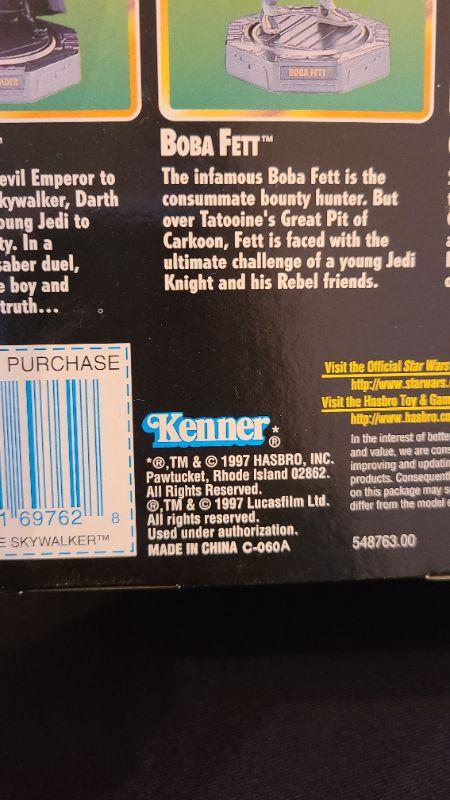 ADER
BOBA FETT
BOBA FETT™
evil Emperor to
kywalker, Darth
oung Jedi to
ty. In a
saber duel,
e boy and
truth...
The infamous Boba Fett is the
consummate bounty hunter. But
over Tatooine's Great Pit of
Carkoon, Fett is faced with the
ultimate challenge of a young Jedi
Knight and his Rebel friends.
PURCHASE
1 69762 8
E SKYWALKER™
Kenner*®
*®,TM & © 1997 HASBRO, INC.
Pawtucket, Rhode Island 02862.
All Rights Reserved.
®,TM & © 1997 Lucasfilm Ltd.
All rights reserved.
Used under authorization.
MADE IN CHINA C-060A
Visit the Official Star Wars
http://www.starwars.
Visit the Hasbro Toy & Gam
http://www.hasbro.co
In the interest of bette
and value, we are cons
improving and updatin
products. Consequentl
on this package may s
differ from the model e
548763.00